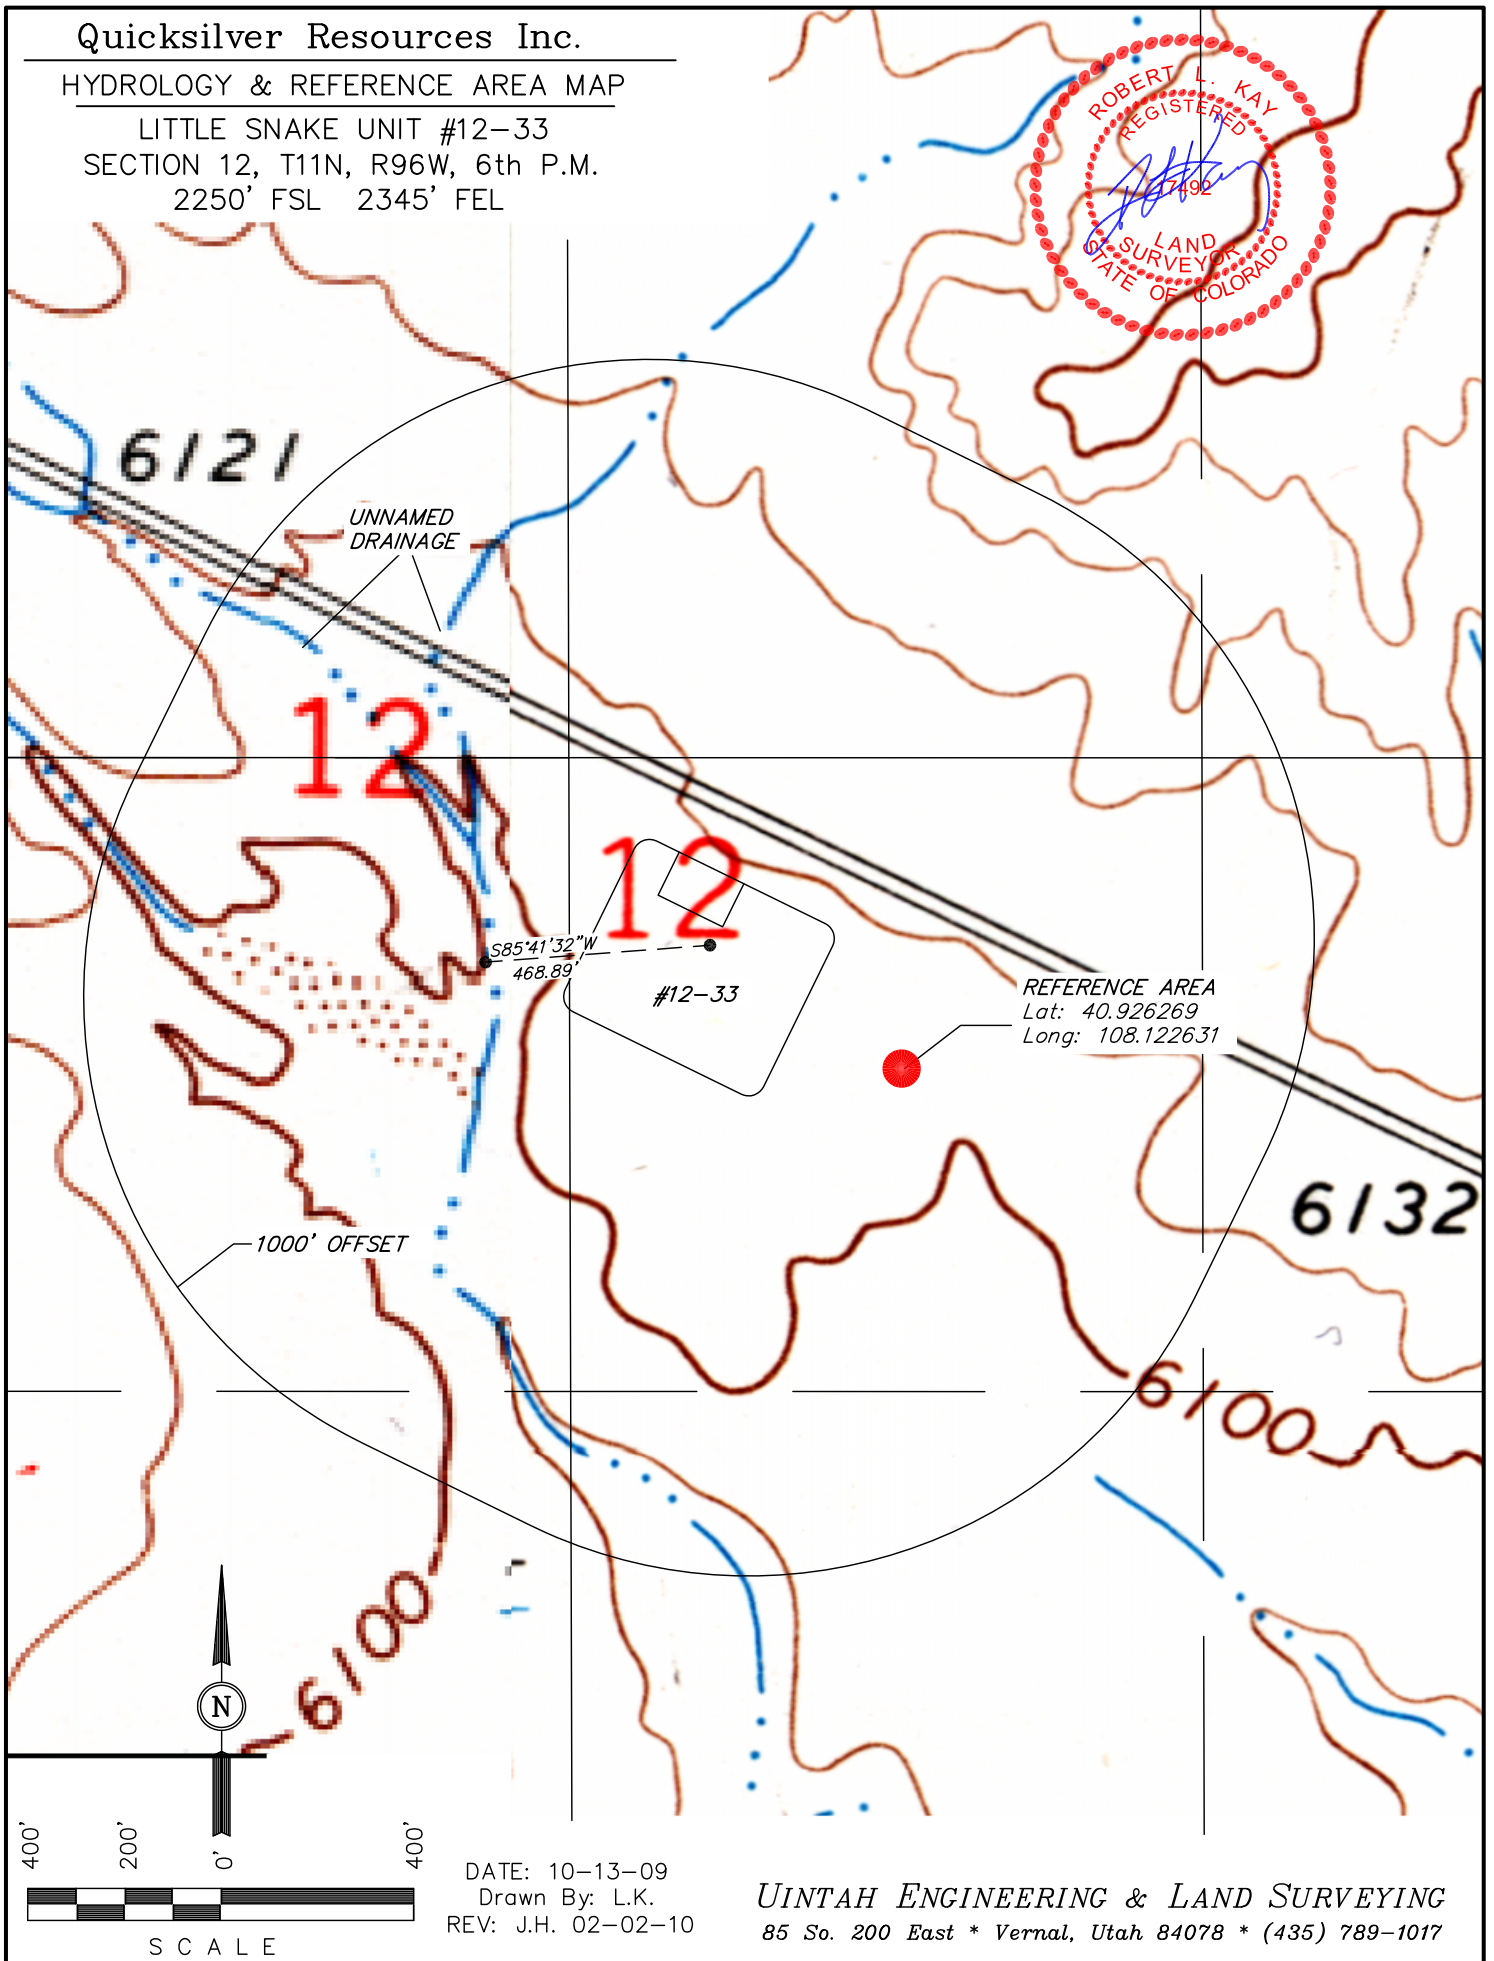 Quicksilver Resources Inc.
HYDROLOGY & REFERENCE AREA MAP
LITTLE SNAKE UNIT #12-33
SECTION 12, T11N, R96W, 6th P.M.
2250' FSL 2345' FEL
ROBERT L. KAY
REGISTERED
17492
LAND
SURVEYOR
STATE OF COLORADO
6121
UNNAMED
DRAINAGE
12
12
S85°41'32"W
468.89'
#12-33
REFERENCE AREA
Lat: 40.926269
Long: 108.122631
6132
1000' OFFSET
6100
6100
N
400'
200'
0'
400'
SCALE
DATE: 10-13-09
Drawn By: L.K.
REV: J.H. 02-02-10
UINTAH ENGINEERING & LAND SURVEYING
85 So. 200 East * Vernal, Utah 84078 * (435) 789-1017